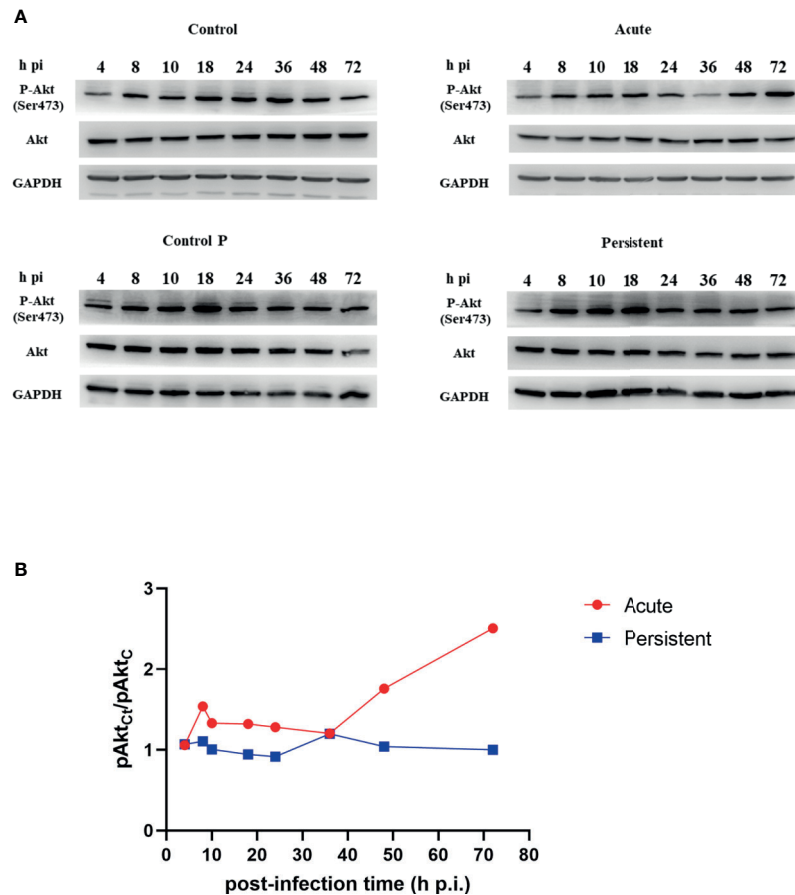 A
Control
h pi 4 8 10 18 24 36 48 72
P-Akt
(Ser473)
Akt
GAPDH
Acute
h pi 4 8 10 18 24 36 48 72
P-Akt
(Ser473)
Akt
GAPDH
Control P
h pi 4 8 10 18 24 36 48 72
P-Akt
(Ser473)
Akt
GAPDH
Persistent
h pi 4 8 10 18 24 36 48 72
P-Akt
(Ser473)
Akt
GAPDH
B
pAktCt/pAktC
3
2
1
0
0 10 20 30 40 50 60 70 80
post-infection time (h p.i.)
Acute
Persistent